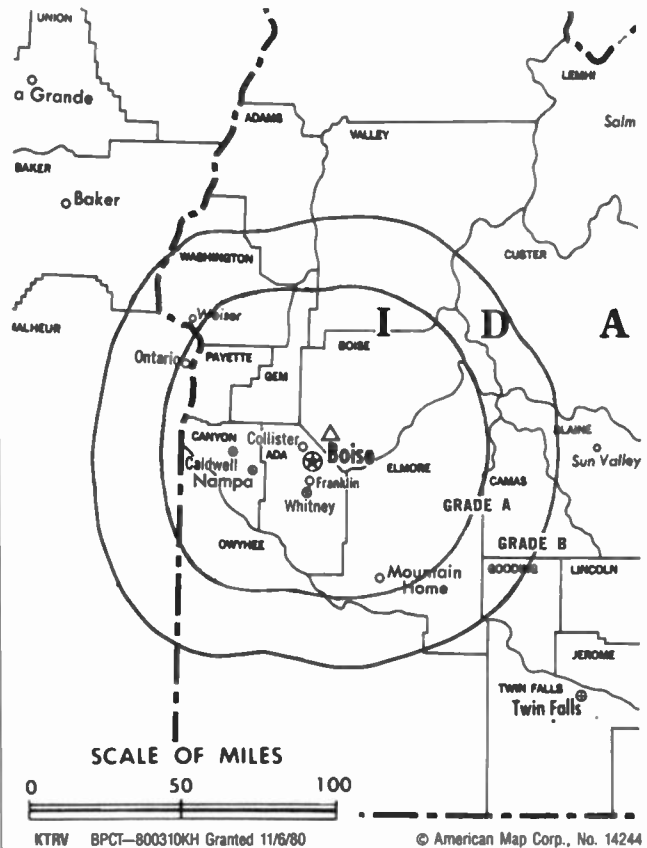 UNION
LEMHI
a Grande
ADAMS
Salm
VALLEY
BAKER
Baker
CUSTER
WASHINGTON
MALHEUR
Weiser
I D A
BOISE
Ontario
PAYETTE
GEM
BLAINE
CANYON
Collister
Boise
Sun Valley
ADA
Caldwell
ELMORE
Nampa
Franklin
CAMAS
Whitney
GRADE A
OWYHEE
GRADE B
GOODING
LINCOLN
Mountain
Home
JEROME
TWIN FALLS
Twin Falls
SCALE OF MILES
0 50 100
KTRV BPCT—800310KH Granted 11/6/80
© American Map Corp., No. 14244